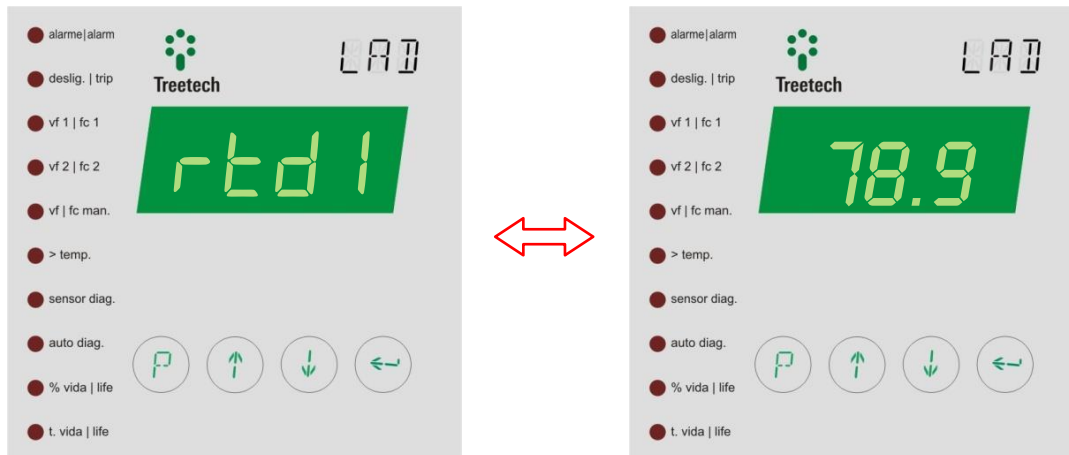 alarme|alarm
LAD
deslig. | trip
Treetech
vf 1 | fc 1
rtd1
vf 2 | fc 2
vf | fc man.
> temp.
sensor diag.
auto diag.
P
% vida | life
t. vida | life
alarme|alarm
LAD
deslig. | trip
Treetech
vf 1 | fc 1
78.9
vf 2 | fc 2
vf | fc man.
> temp.
sensor diag.
auto diag.
P
% vida | life
t. vida | life